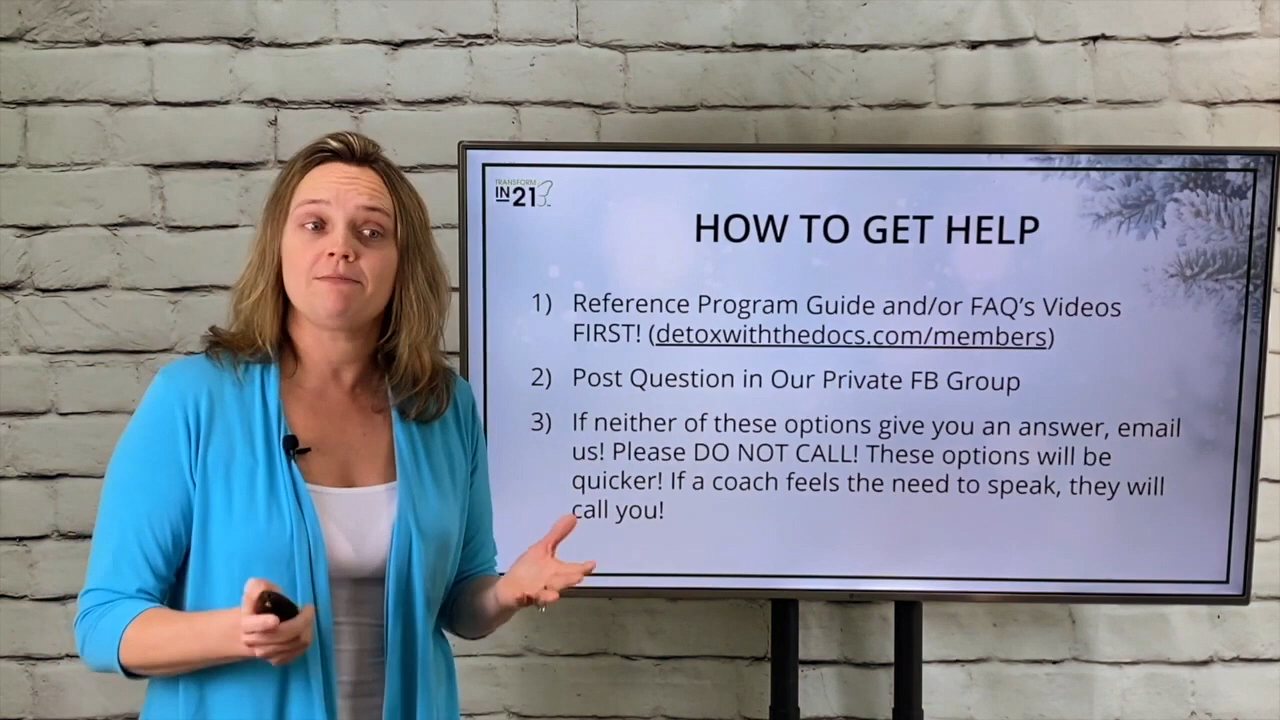 TRANSFORM
IN 21
HOW TO GET HELP
1) Reference Program Guide and/or FAQ's Videos
FIRST! (detoxwiththedocs.com/members)
2) Post Question in Our Private FB Group
3) If neither of these options give you an answer, email
us! Please DO NOT CALL! These options will be
quicker! If a coach feels the need to speak, they will
call you!